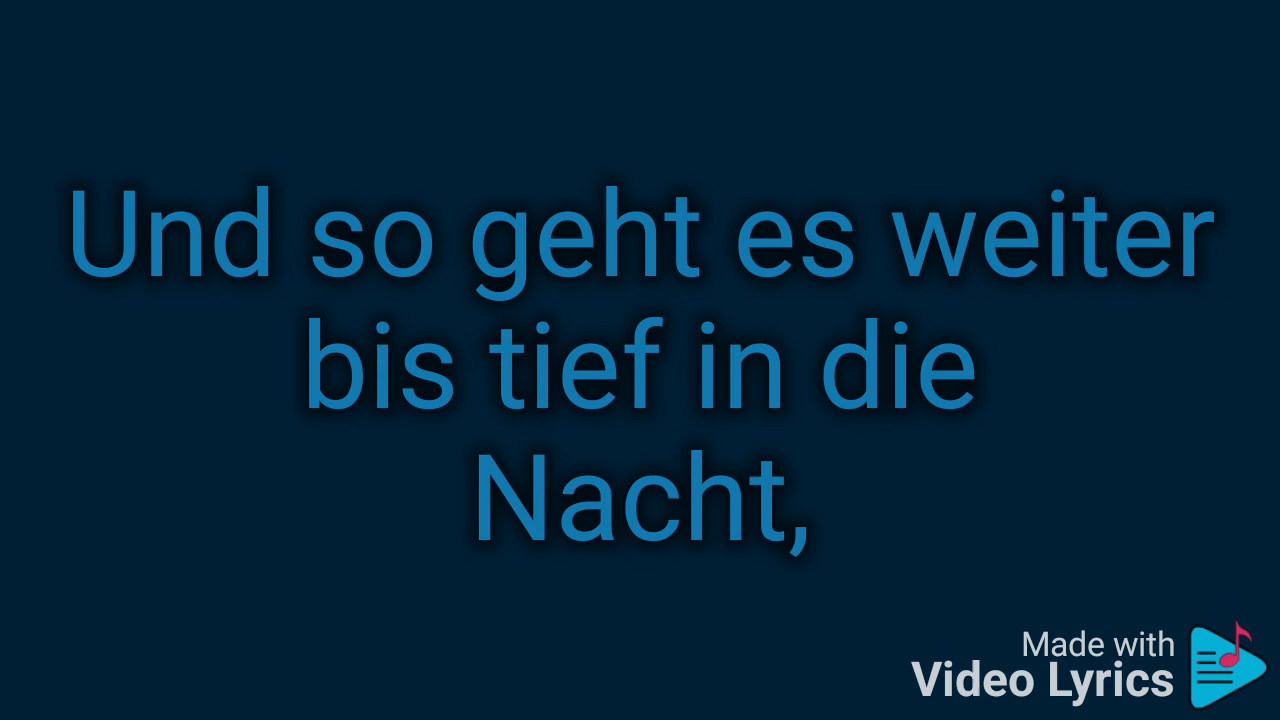 Und so geht es weiter
bis tief in die
Nacht,
Made with
Video Lyrics